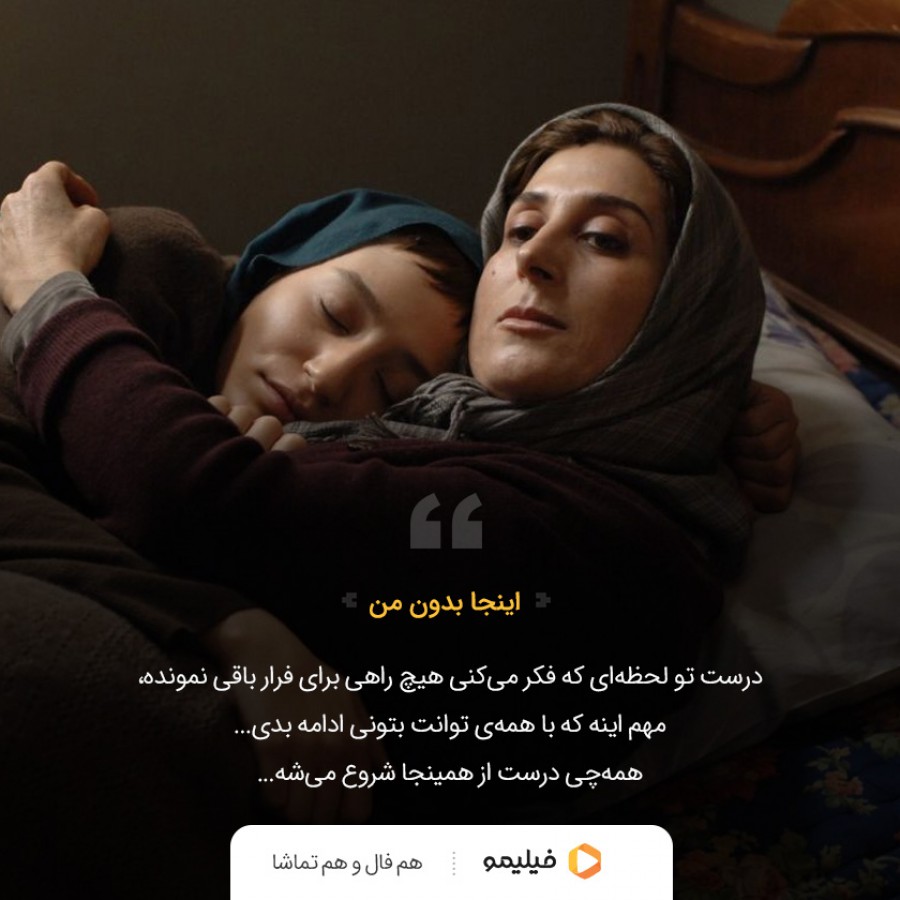 اینجا بدون من
درست تو لحظه‌ای که فکر می‌کنی هیچ راهی برای فرار باقی نمونده،
مهم اینه که با همه‌ی توانت بتونی ادامه بدی...
همه‌چی درست از همینجا شروع می‌شه...
فیلیمو هم فال و هم تماشا